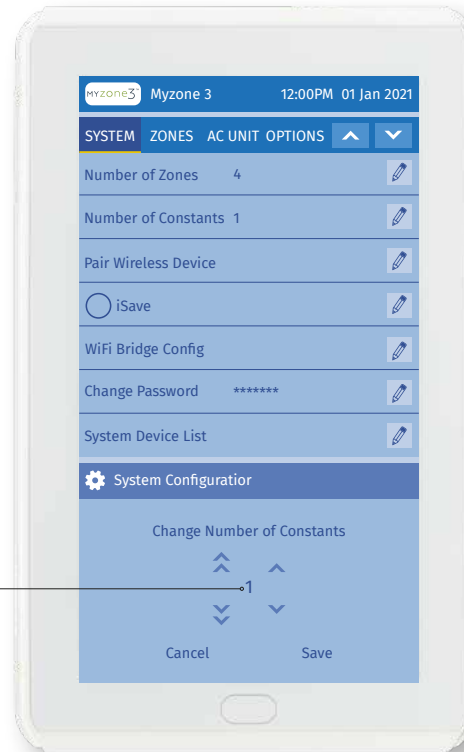 MYzone3™ Myzone 3 12:00PM 01 Jan 2021
SYSTEM ZONES AC UNIT OPTIONS
Number of Zones 4
Number of Constants 1
Pair Wireless Device
iSave
WiFi Bridge Config
Change Password *******
System Device List
System Configuratior
Change Number of Constants
1
Cancel Save